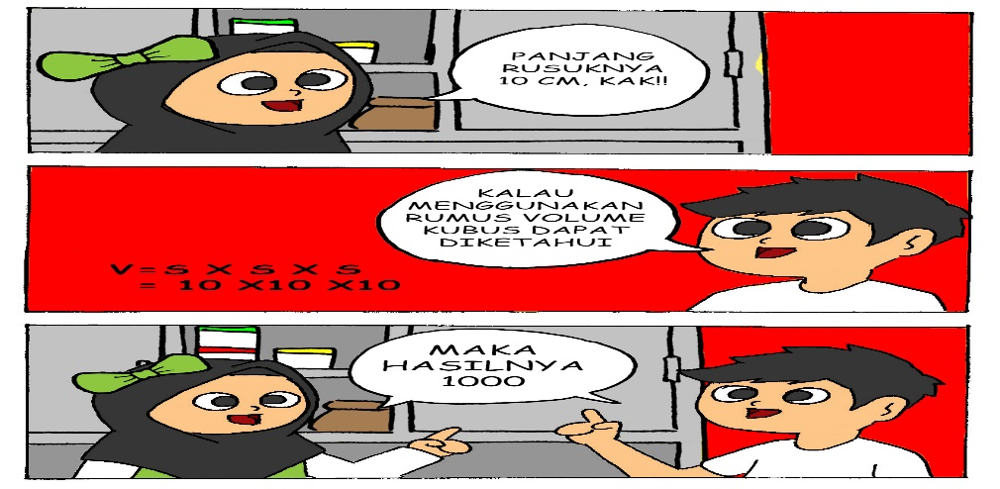 PANJANG
RUSUKNYA
10 CM, KAK!!
KALAU
MENGGUNAKAN
RUMUS VOLUME
KUBUS DAPAT
DIKETAHUI
V=S X S X S
= 10 X10 X10
MAKA
HASILNYA
1000